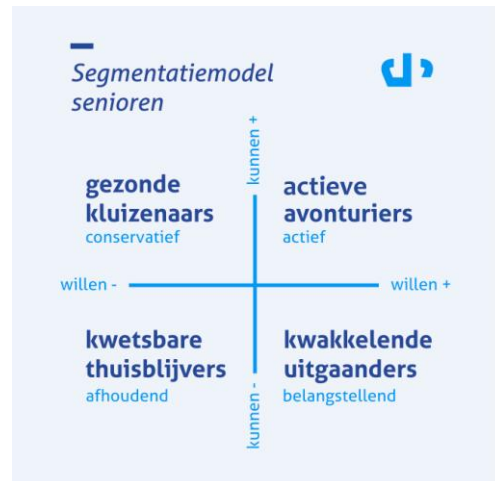 Segmentatiemodel
senioren
kunnen +
gezonde
kluizenaars
conservatief
actieve
avonturiers
actief
willen -
willen +
kwetsbare
thuisblijvers
afhoudend
kwakkelende
uitgaanders
belangstellend
kunnen -